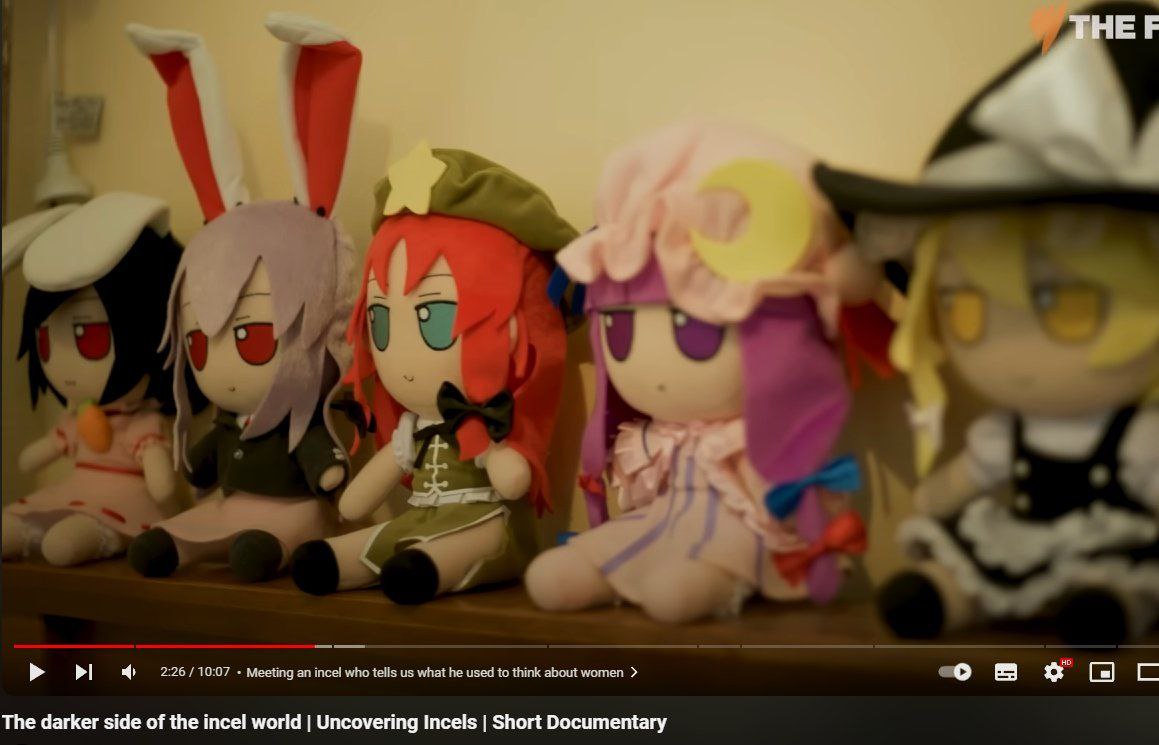 THE F
2:26 / 10:07 • Meeting an incel who tells us what he used to think about women
HD
The darker side of the incel world | Uncovering Incels | Short Documentary